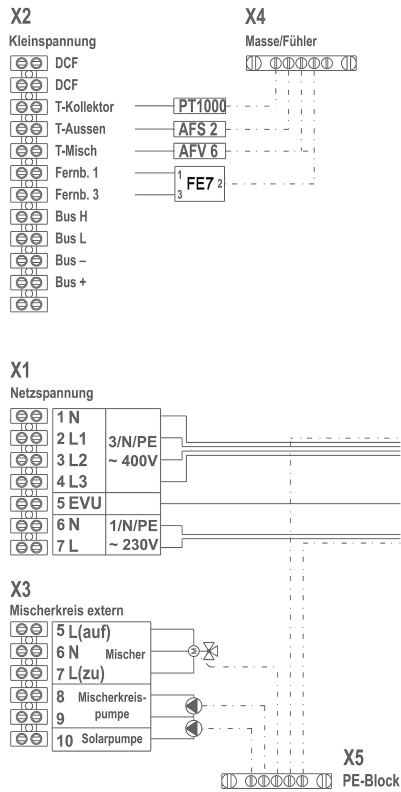 X2
Kleinspannung
X4
Masse/Fühler
DCF
DCF
T-Kollektor PT1000
T-Aussen AFS 2
T-Misch AFV 6
Fernb. 1 1
FE7 2
Fernb. 3 3
Bus H
Bus L
Bus –
Bus +
X1
Netzspannung
1 N
2 L1 3/N/PE
3 L2 ~ 400V
4 L3
5 EVU
6 N 1/N/PE
7 L ~ 230V
X3
Mischerkreis extern
5 L(auf)
6 N Mischer M
7 L(zu)
8 Mischerkreis-
9 pumpe
10 Solarpumpe
X5
PE-Block